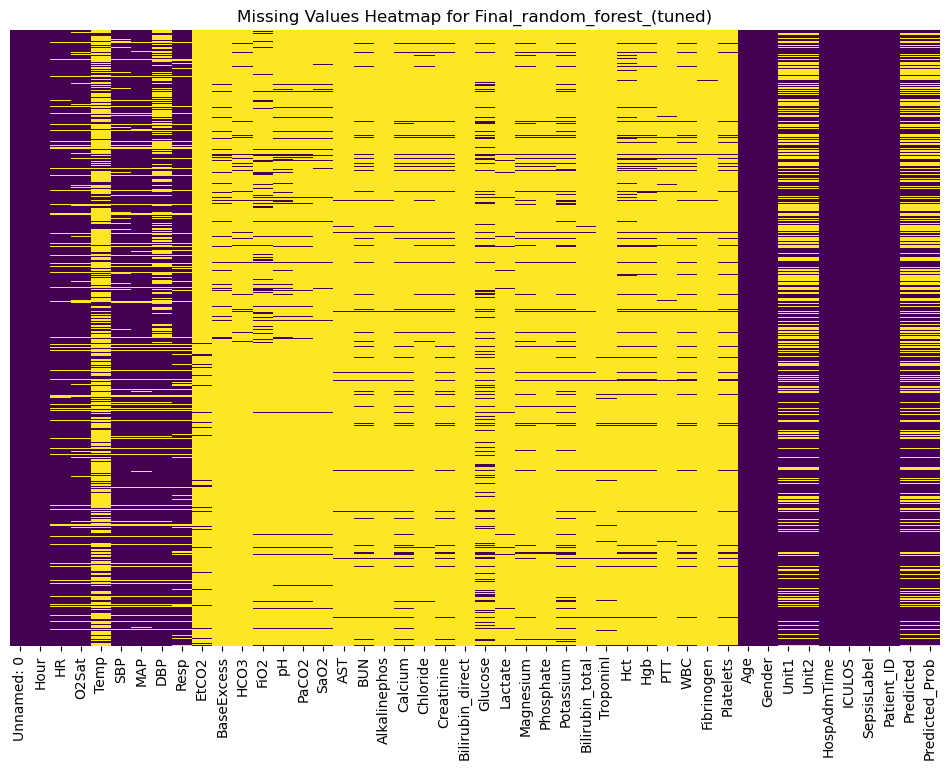 Missing Values Heatmap for Final_random_forest_(tuned)
Unnamed: 0
Hour
HR
O2Sat
Temp
SBP
MAP
DBP
Resp
EtCO2
BaseExcess
HCO3
FiO2
pH
PaCO2
SaO2
AST
BUN
Alkalinephos
Calcium
Chloride
Creatinine
Bilirubin_direct
Glucose
Lactate
Magnesium
Phosphate
Potassium
Bilirubin_total
TroponinI
Hct
Hgb
PTT
WBC
Fibrinogen
Platelets
Age
Gender
Unit1
Unit2
HospAdmTime
ICULOS
SepsisLabel
Patient_ID
Predicted
Predicted_Prob